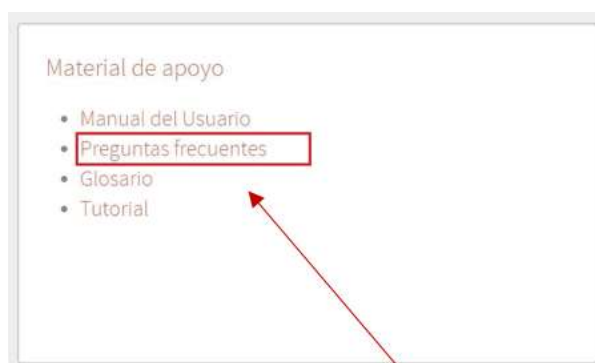 Material de apoyo
Manual del Usuario
Preguntas frecuentes
Glosario
Tutorial